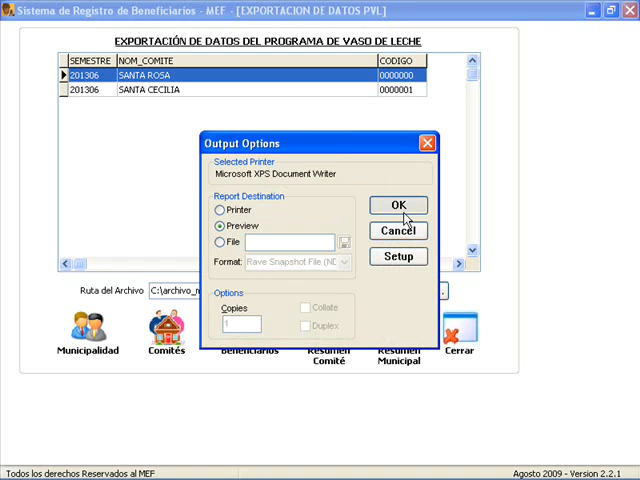 Sistema de Registro de Beneficiarios - MEF - [EXPORTACION DE DATOS PVL]
EXPORTACIÓN DE DATOS DEL PROGRAMA DE VASO DE LECHE
SEMESTRE NOM_COMITE CODIGO
201306 SANTA ROSA 0000000
201306 SANTA CECILIA 0000001
Output Options
Selected Printer
Microsoft XPS Document Writer
Report Destination
Printer
Preview
File
Format: Rave Snapshot File (ND
OK
Cancel
Setup
Options
Copies
1
Collate
Duplex
Ruta del Archivo C:\archivo_m
Municipalidad Comités Beneficiarios Resumen Comité Resumen Municipal Cerrar
Todos los derechos Reservados al MEF Agosto 2009 - Version 2.2.1